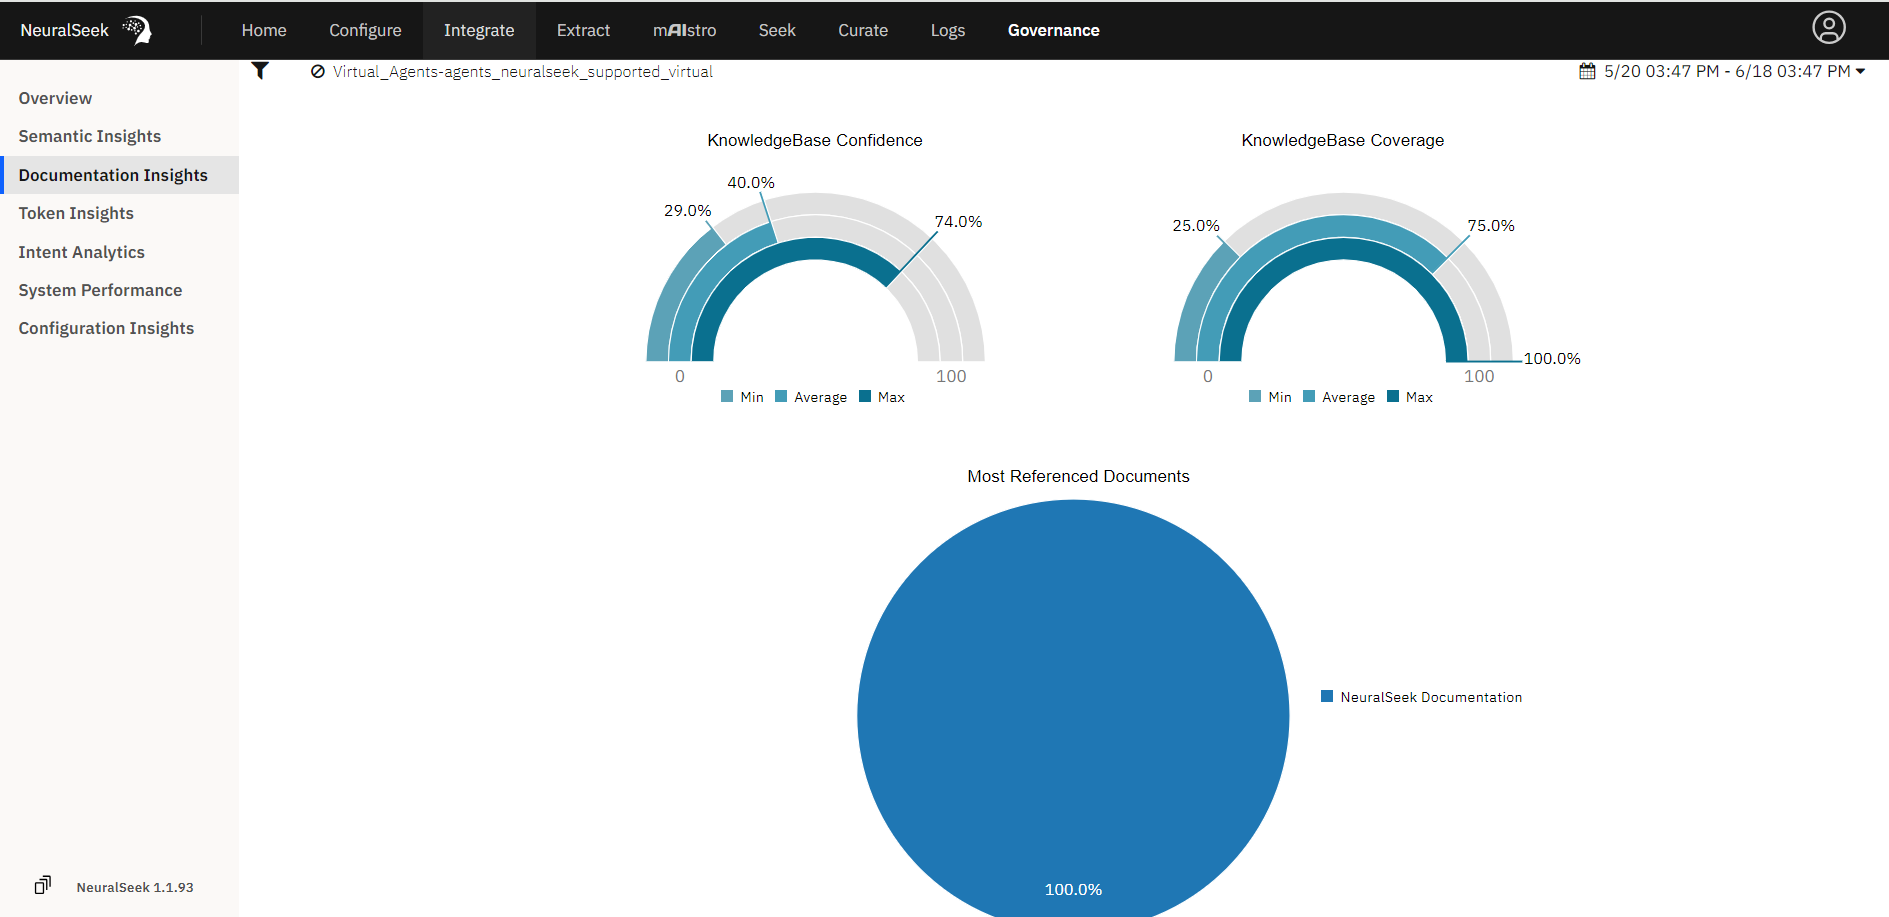 NeuralSeek
Home Configure Integrate Extract mAIstro Seek Curate Logs Governance
Virtual_Agents-agents_neuralseek_supported_virtual
5/20 03:47 PM - 6/18 03:47 PM
Overview
Semantic Insights
Documentation Insights
Token Insights
Intent Analytics
System Performance
Configuration Insights
KnowledgeBase Confidence
40.0%
29.0%
74.0%
0 100
Min Average Max
KnowledgeBase Coverage
25.0%
75.0%
100.0%
0 100
Min Average Max
Most Referenced Documents
NeuralSeek Documentation
100.0%
NeuralSeek 1.1.93